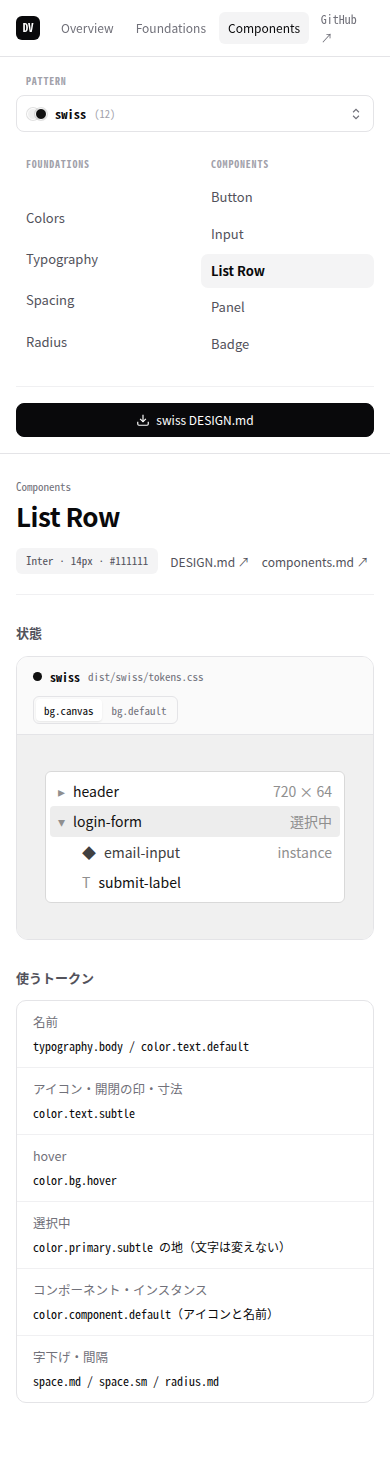 DV Overview Foundations Components GitHub ↗
PATTERN
swiss (12)
FOUNDATIONS
Colors
Typography
Spacing
Radius
COMPONENTS
Button
Input
List Row
Panel
Badge
swiss DESIGN.md
Components
List Row
Inter · 14px · #111111 DESIGN.md ↗ components.md ↗
状態
swiss dist/swiss/tokens.css
bg.canvas bg.default
▸ header 720 × 64
▾ login-form 選択中
◆ email-input instance
T submit-label
使うトークン
名前
typography.body / color.text.default
アイコン・開閉の印・寸法
color.text.subtle
hover
color.bg.hover
選択中
color.primary.subtle の地（文字は変えない）
コンポーネント・インスタンス
color.component.default（アイコンと名前）
字下げ・間隔
space.md / space.sm / radius.md